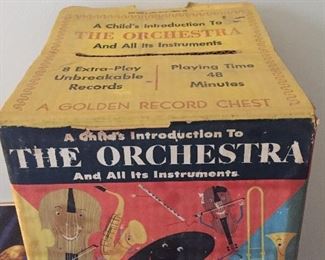 A Child's Introduction To
THE ORCHESTRA
And All Its Instruments
8 Extra-Play
Unbreakable
Records
Playing Time
48
Minutes
A GOLDEN RECORD CHEST
A Child's Introduction To
THE ORCHESTRA
And All Its Instruments